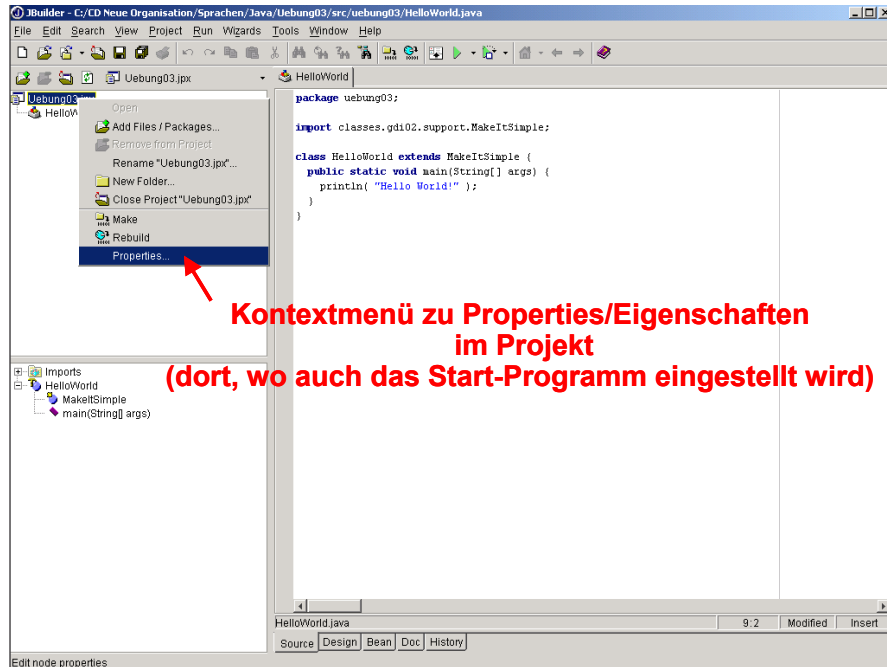 JBuilder - C:/CD Neue Organisation/Sprachen/Java/Uebung03/src/uebung03/HelloWorld.java
File Edit Search View Project Run Wizards Tools Window Help
Uebung03.jpx
HelloWorld
Uebung03.jpx
HelloW
Open
Add Files / Packages...
Remove from Project
Rename "Uebung03.jpx"...
New Folder...
Close Project "Uebung03.jpx"
Make
Rebuild
Properties...
package uebung03;
import classes.gdi02.support.MakeItSimple;
class HelloWorld extends MakeItSimple {
public static void main(String[] args) {
println( "Hello World!" );
}
}
Kontextmenü zu Properties/Eigenschaften
im Projekt
(dort, wo auch das Start-Programm eingestellt wird)
Imports
HelloWorld
MakeItSimple
main(String[] args)
HelloWorld.java 9:2 Modified Insert
Source Design Bean Doc History
Edit node properties